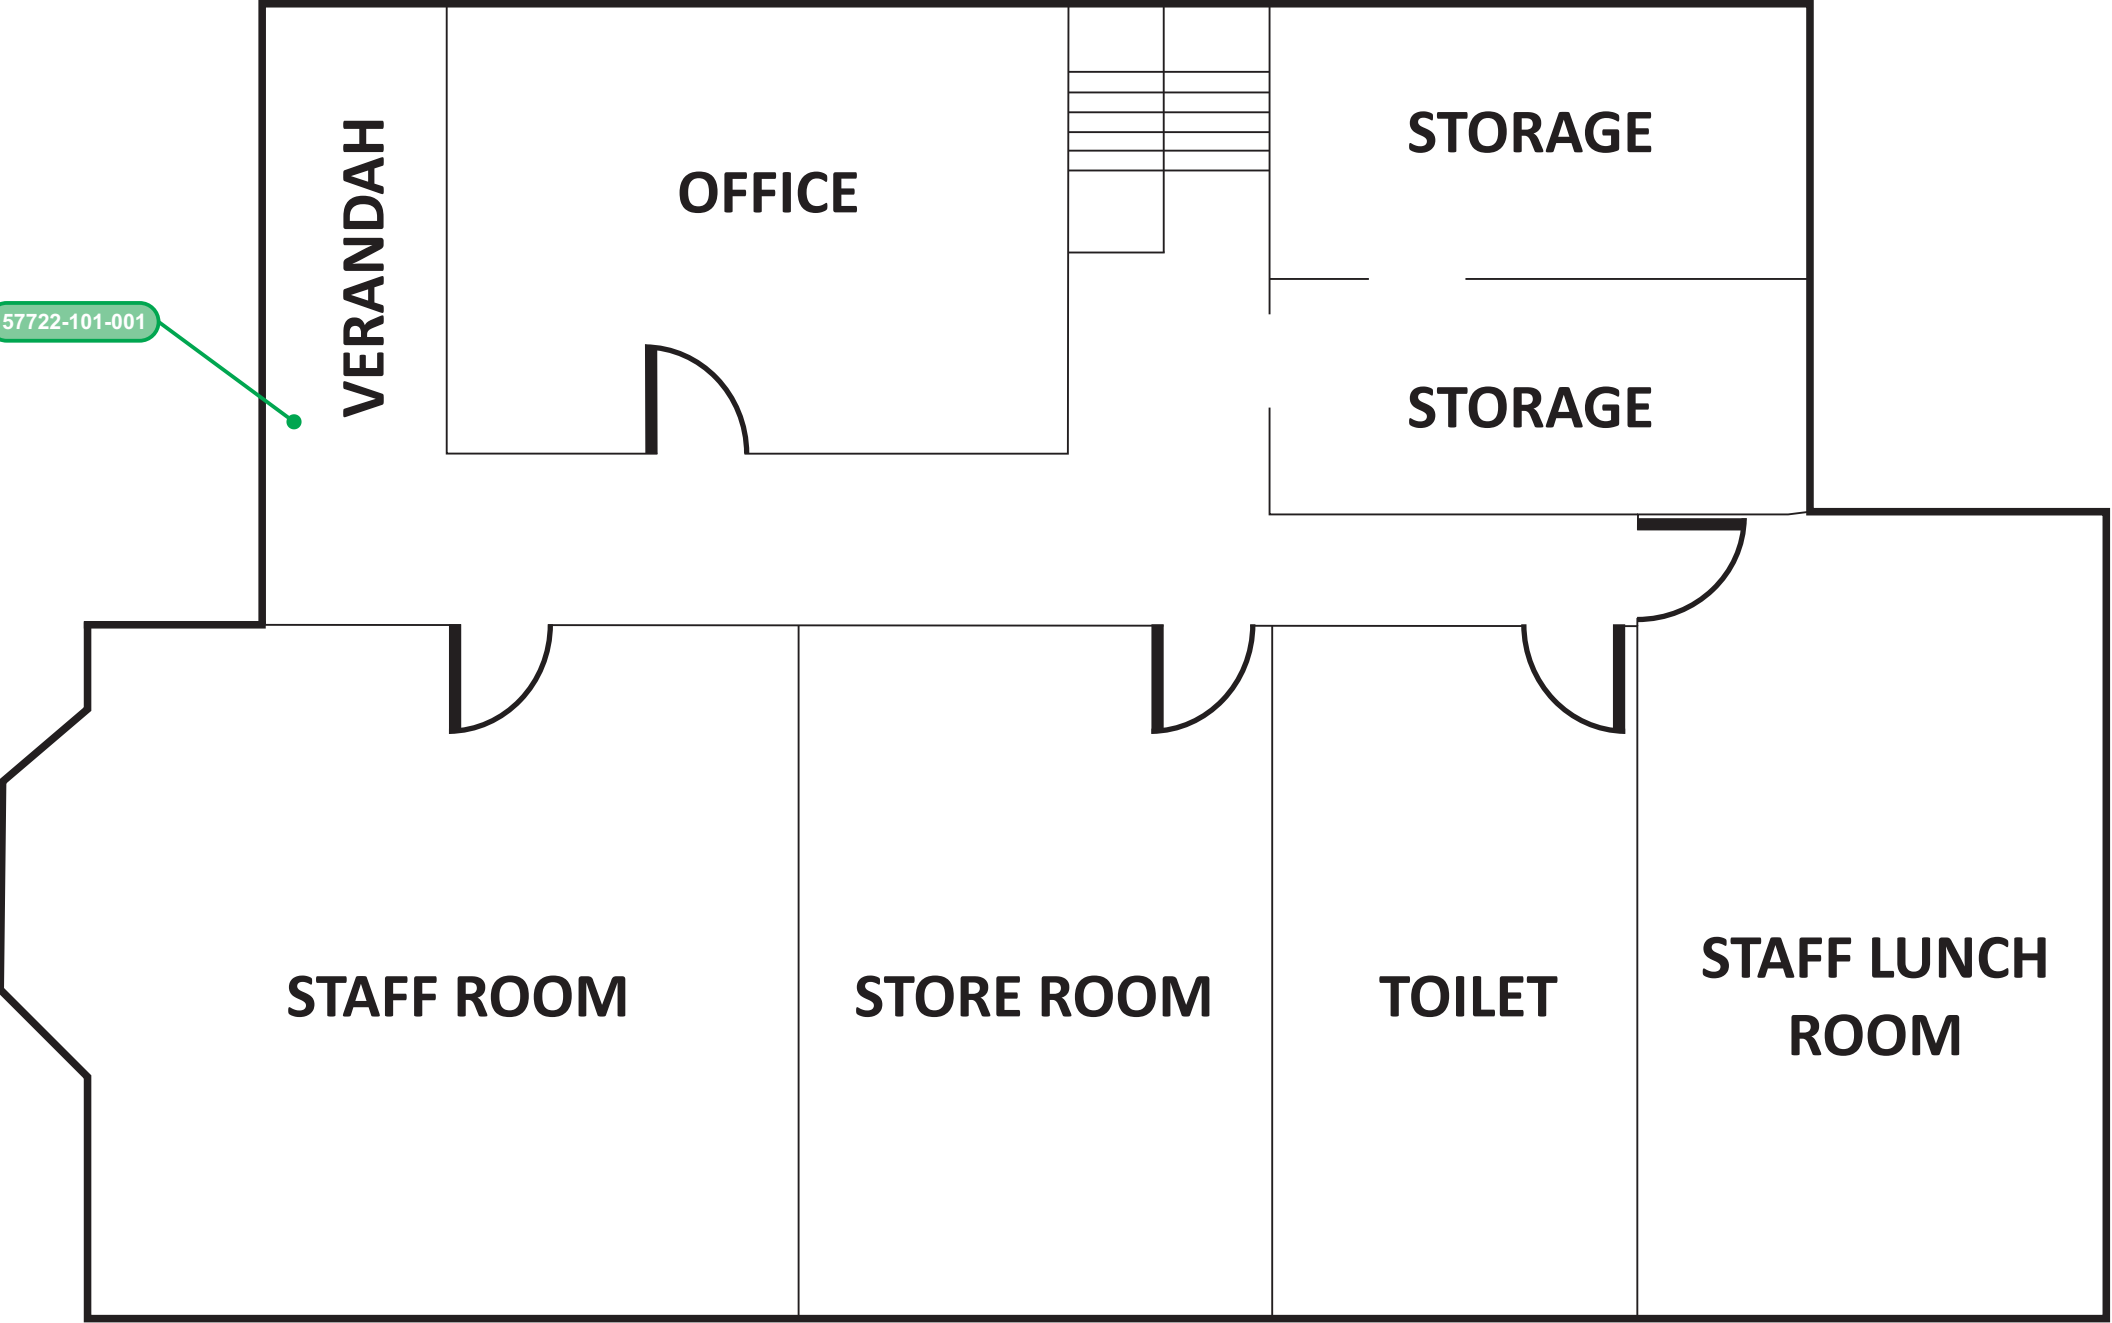 STORAGE
OFFICE
VERANDAH
57722-101-001
STORAGE
STAFF ROOM
STORE ROOM
TOILET
STAFF LUNCH
ROOM